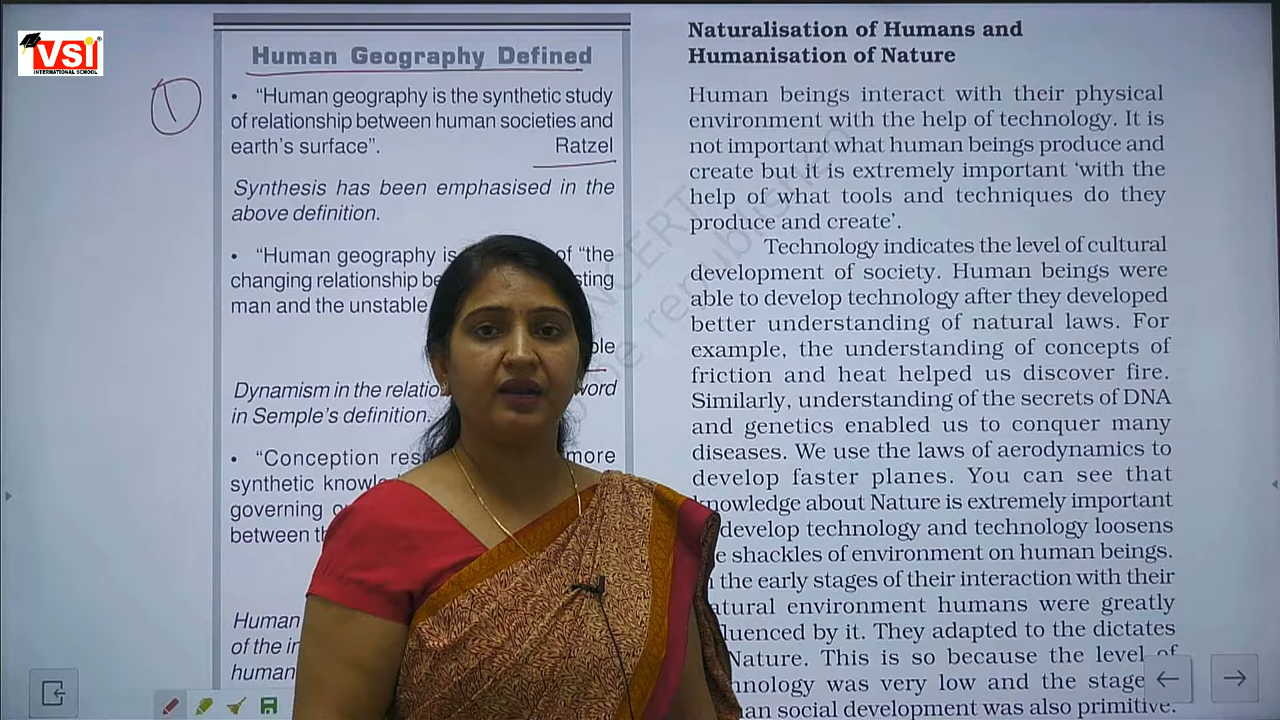 VSI
INTERNATIONAL SCHOOL
1
Human Geography Defined
• “Human geography is the synthetic study
of relationship between human societies and
earth’s surface”. Ratzel
Synthesis has been emphasised in the
above definition.
• “Human geography is of “the
changing relationship
man and the unstable
Dynamism in the
in Semple’s definition.
• “Conception more
synthetic
governing
between
Human
of the
human
Naturalisation of Humans and
Humanisation of Nature
Human beings interact with their physical
environment with the help of technology. It is
not important what human beings produce and
create but it is extremely important ‘with the
help of what tools and techniques do they
produce and create’.
Technology indicates the level of cultural
development of society. Human beings were
able to develop technology after they developed
better understanding of natural laws. For
example, the understanding of concepts of
friction and heat helped us discover fire.
Similarly, understanding of the secrets of DNA
and genetics enabled us to conquer many
diseases. We use the laws of aerodynamics to
develop faster planes. You can see that
knowledge about Nature is extremely important
develop technology and technology loosens
shackles of environment on human beings.
the early stages of their interaction with their
natural environment humans were greatly
influenced by it. They adapted to the dictates
Nature. This is so because the level of
technology was very low and the stage
social development was also primitive.